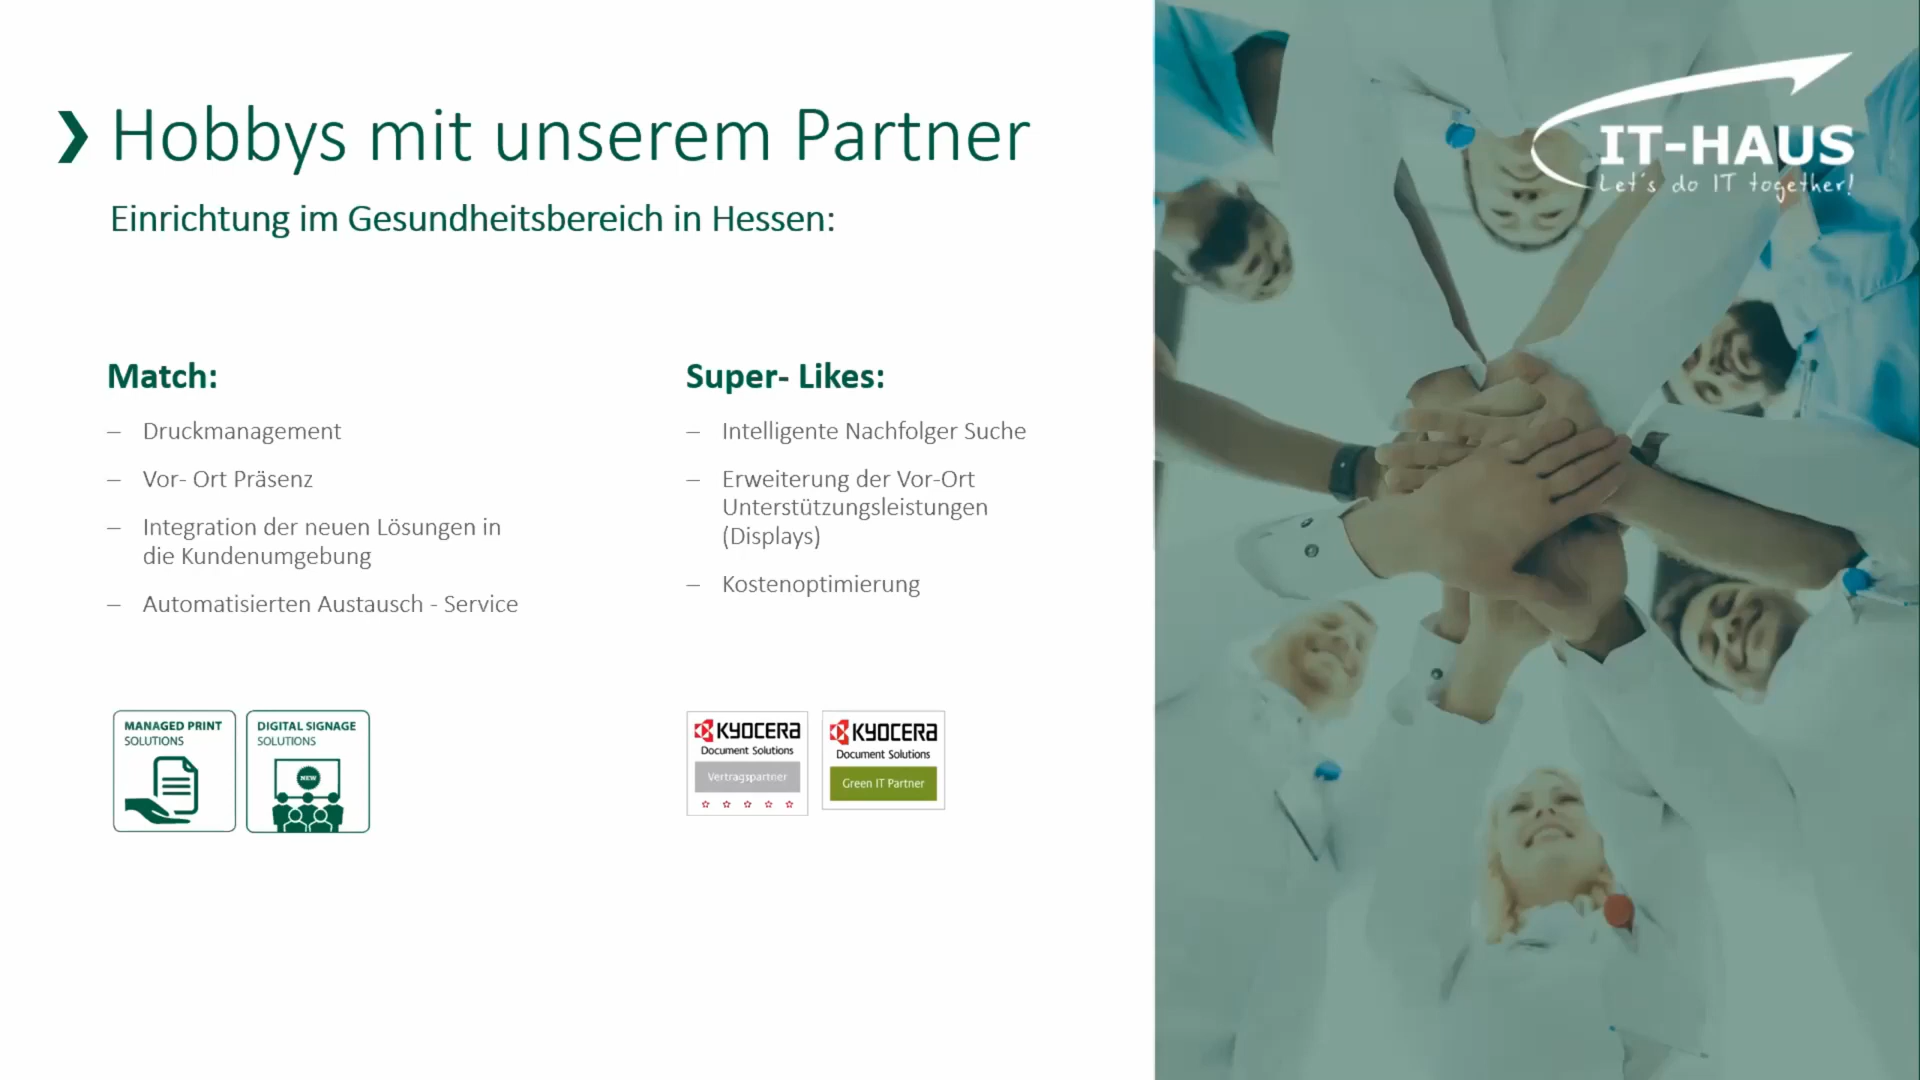 ❯ Hobbys mit unserem Partner
Einrichtung im Gesundheitsbereich in Hessen:
IT-HAUS
Let's do IT together!
Match:
– Druckmanagement
– Vor- Ort Präsenz
– Integration der neuen Lösungen in
die Kundenumgebung
– Automatisierten Austausch - Service
Super- Likes:
– Intelligente Nachfolger Suche
– Erweiterung der Vor-Ort
Unterstützungsleistungen
(Displays)
– Kostenoptimierung
MANAGED PRINT
SOLUTIONS
DIGITAL SIGNAGE
SOLUTIONS
NEW
KYOCERA
Document Solutions
Vertragspartner
KYOCERA
Document Solutions
Green IT Partner